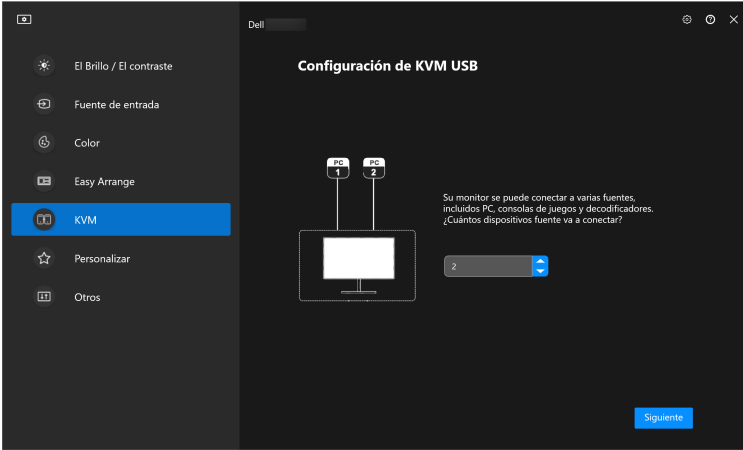 Dell
El Brillo / El contraste
Fuente de entrada
Color
Easy Arrange
KVM
Personalizar
Otros
Configuración de KVM USB
PC
1
PC
2
Su monitor se puede conectar a varias fuentes,
incluidos PC, consolas de juegos y decodificadores.
¿Cuántos dispositivos fuente va a conectar?
2
Siguiente